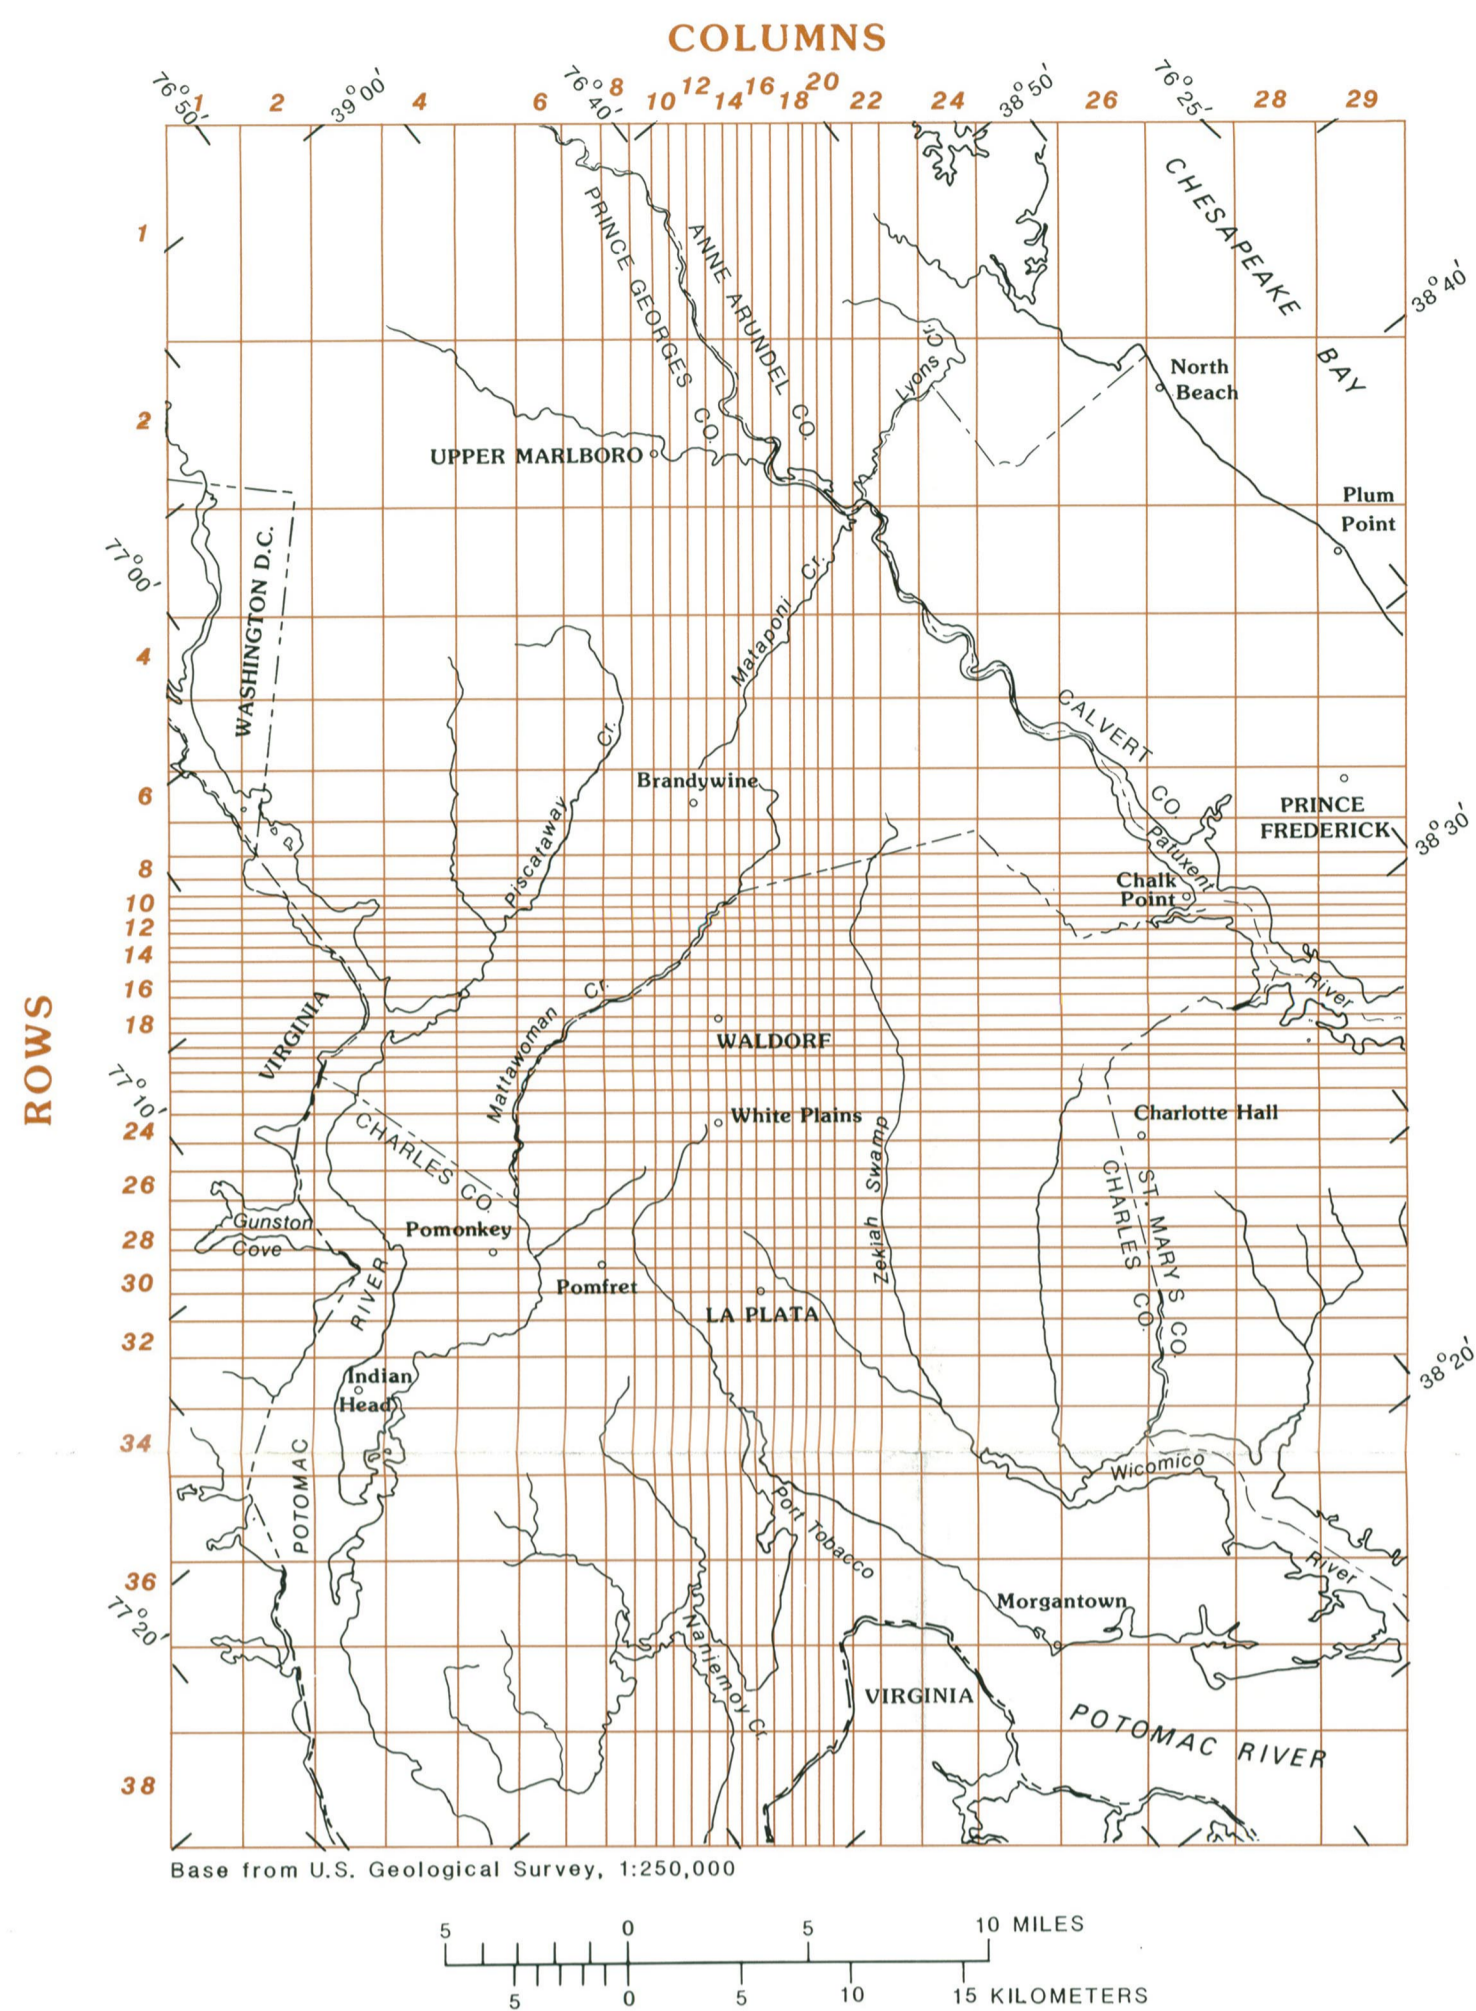 COLUMNS
76°50' 1 2 39°00' 4 6 76°40' 8 10 12 14 16 18 20 22 24 38°50' 26 76°25' 28 29
CHESAPEAKE
BAY
1
PRINCE GEORGES CO.
ANNE ARUNDEL CO.
38°40'
Lyons Cr.
North
Beach
2
UPPER MARLBORO
Plum
Point
77°00'
WASHINGTON D.C.
Mataponi Cr.
4
CALVERT CO.
Piscataway Cr.
Brandywine
6
PRINCE
FREDERICK
38°30'
Patuxent River
8
Chalk
Point
10
12
14
16
18
ROWS
VIRGINIA
Mattawoman Cr.
WALDORF
77°10'
White Plains
Charlotte Hall
24
CHARLES CO.
Zekiah Swamp
ST. MARYS CO.
CHARLES CO.
26
Gunston
Cove
Pomonkey
28
Pomfret
30
LA PLATA
POTOMAC RIVER
32
38°20'
Indian
Head
34
Wicomico River
Port Tobacco
36
Morgantown
77°20'
Nanjemoy Cr.
VIRGINIA
POTOMAC RIVER
38
Base from U.S. Geological Survey, 1:250,000
5 0 5 10 MILES
5 0 5 10 15 KILOMETERS